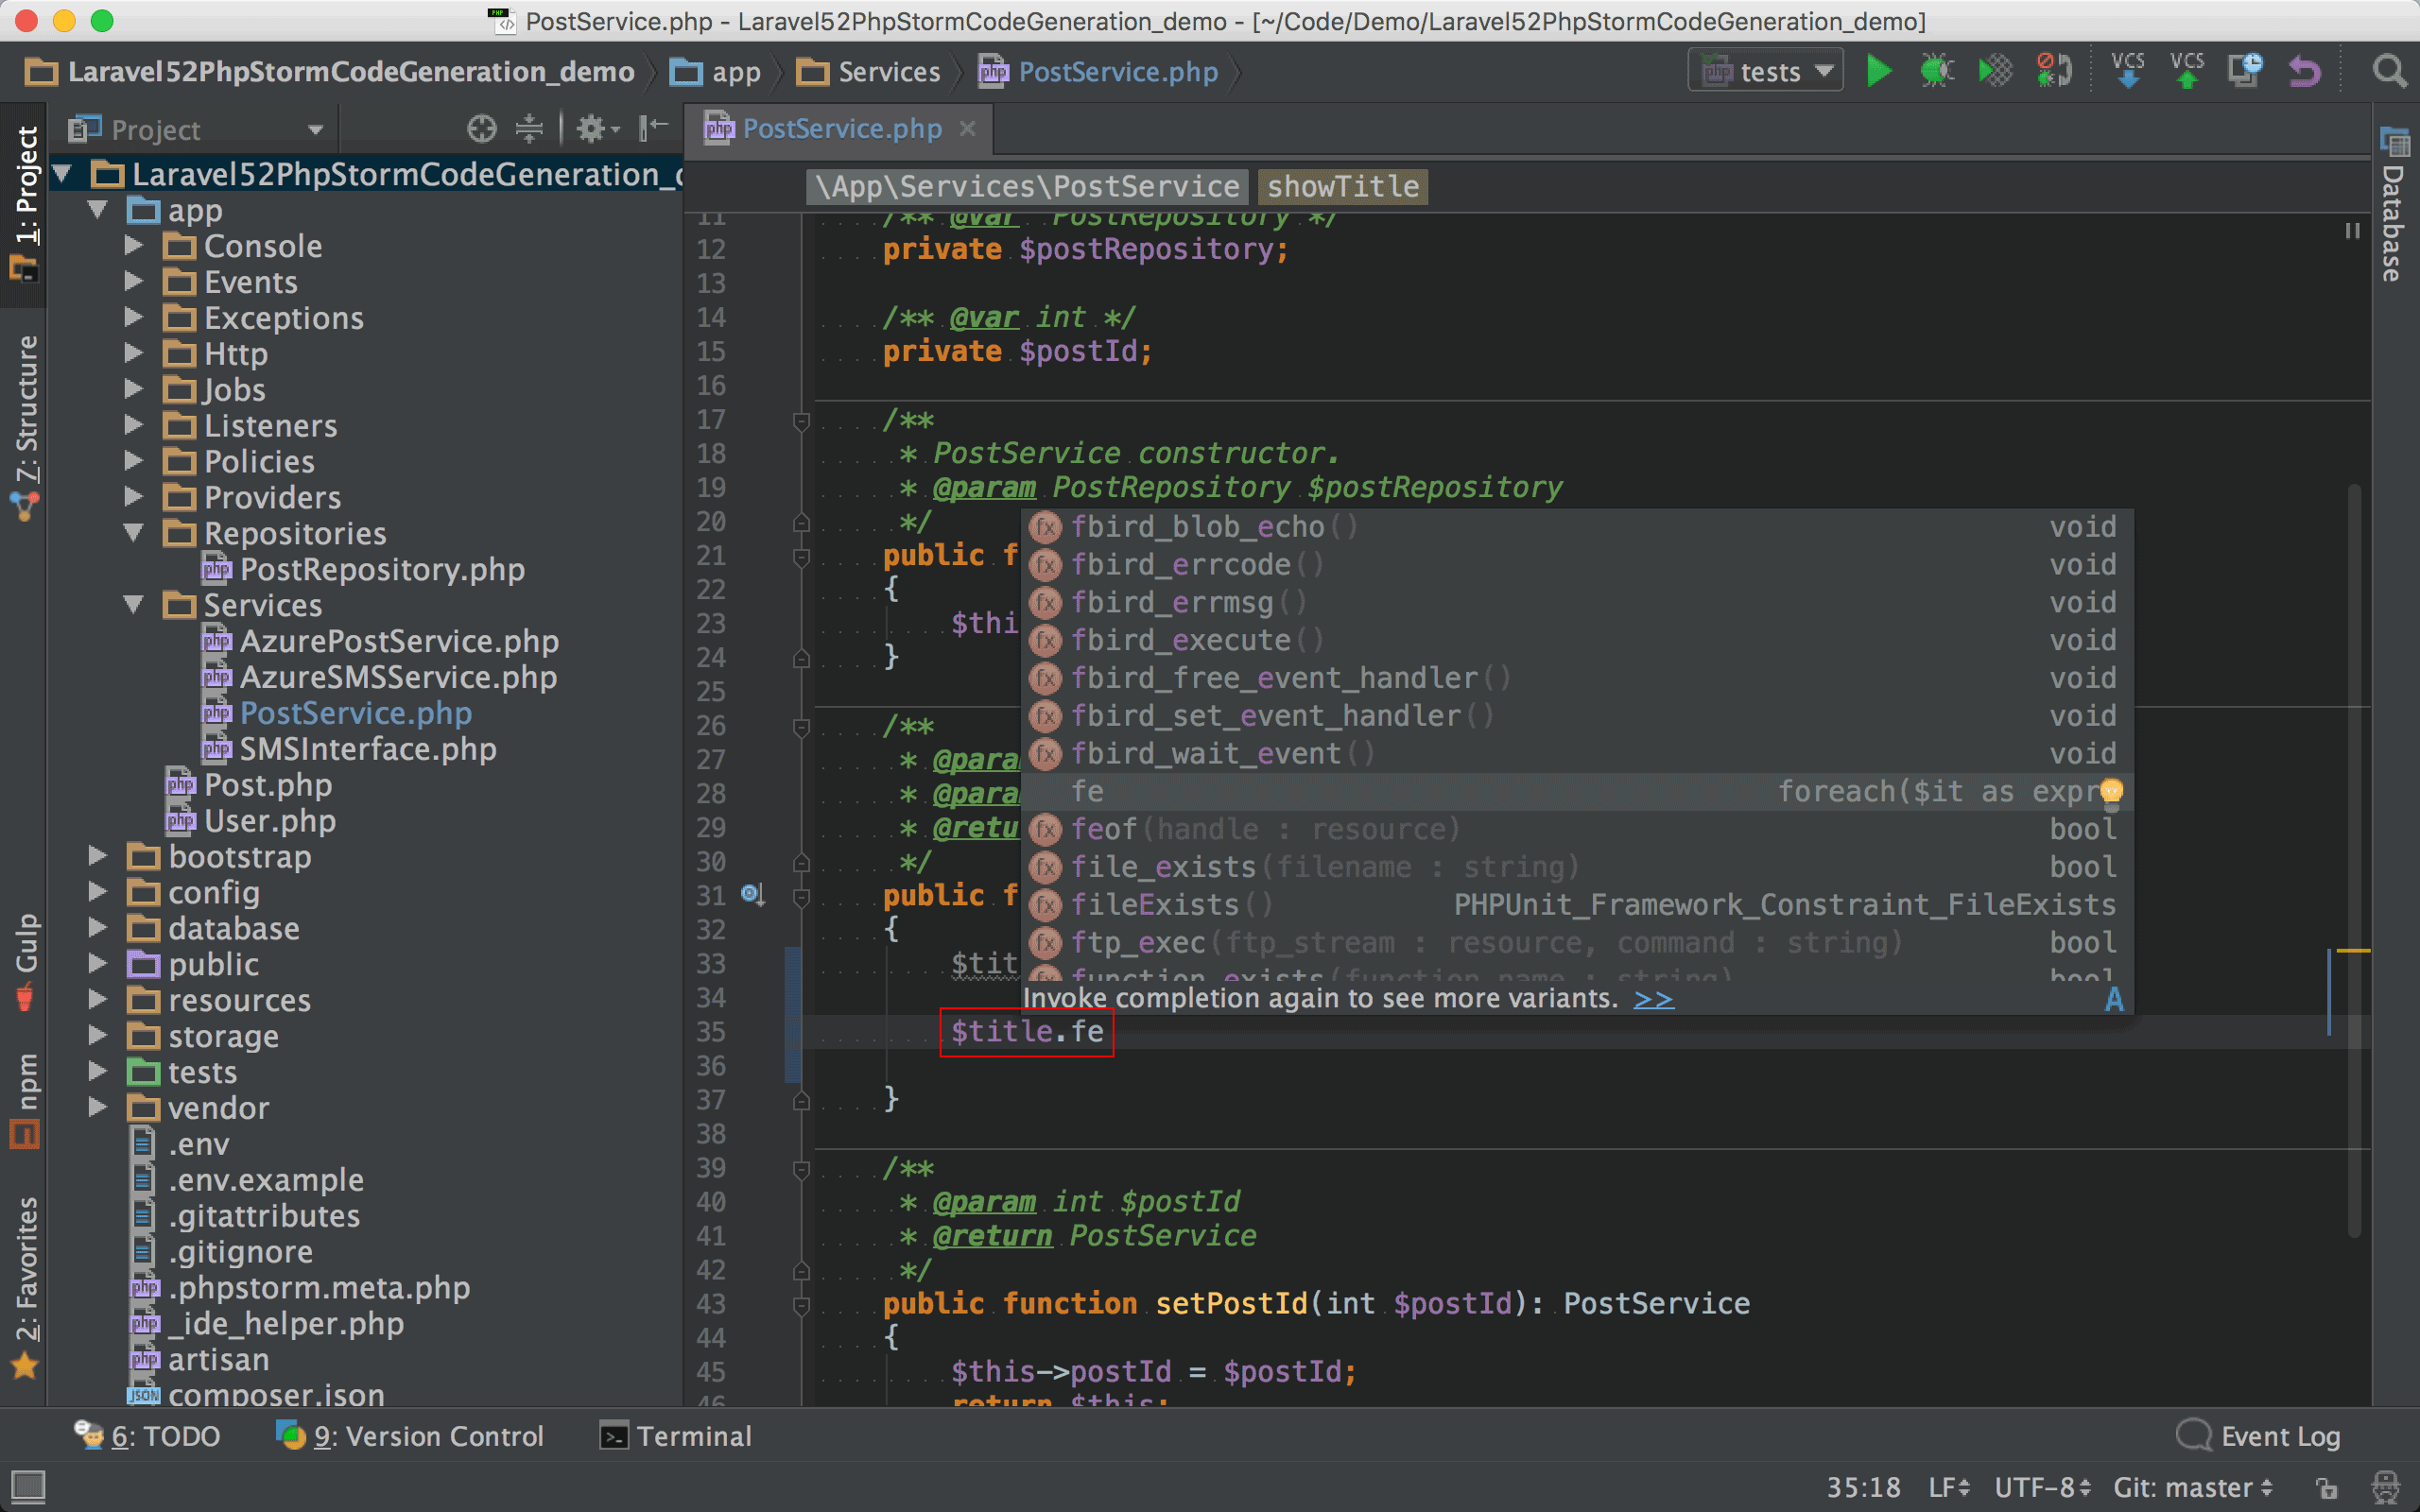 PostService.php - Laravel52PhpStormCodeGeneration_demo - [~/Code/Demo/Laravel52PhpStormCodeGeneration_demo]
Laravel52PhpStormCodeGeneration_demo app Services PostService.php tests VCS VCS
1: Project
Z: Structure
Gulp
npm
2: Favorites
Project
Laravel52PhpStormCodeGeneration_
app
Console
Events
Exceptions
Http
Jobs
Listeners
Policies
Providers
Repositories
PostRepository.php
Services
AzurePostService.php
AzureSMSService.php
PostService.php
SMSInterface.php
Post.php
User.php
bootstrap
config
database
public
resources
storage
tests
vendor
.env
.env.example
.gitattributes
.gitignore
.phpstorm.meta.php
_ide_helper.php
artisan
composer.json
PostService.php
\App\Services\PostService showTitle
11 /** @var PostRepository */
12 private $postRepository;
13
14 /** @var int */
15 private $postId;
16
17 /**
18 * PostService constructor.
19 * @param PostRepository $postRepository
20 */
21 public f
22 {
23 $thi
24 }
25
26 /**
27 * @para
28 * @para
29 * @retu
30 */
31 public f
32 {
33 $tit
34
35 $title.fe
36
37 }
38
39 /**
40 * @param int $postId
41 * @return PostService
42 */
43 public function setPostId(int $postId): PostService
44 {
45 $this->postId = $postId;
46 return $this;
fbird_blob_echo() void
fbird_errcode() void
fbird_errmsg() void
fbird_execute() void
fbird_free_event_handler() void
fbird_set_event_handler() void
fbird_wait_event() void
fe foreach($it as expr
feof(handle : resource) bool
file_exists(filename : string) bool
fileExists() PHPUnit_Framework_Constraint_FileExists
ftp_exec(ftp_stream : resource, command : string) bool
function_exists(function_name : string) bool
Invoke completion again to see more variants. >>
Database
6: TODO 9: Version Control Terminal Event Log
35:18 LF UTF-8 Git: master